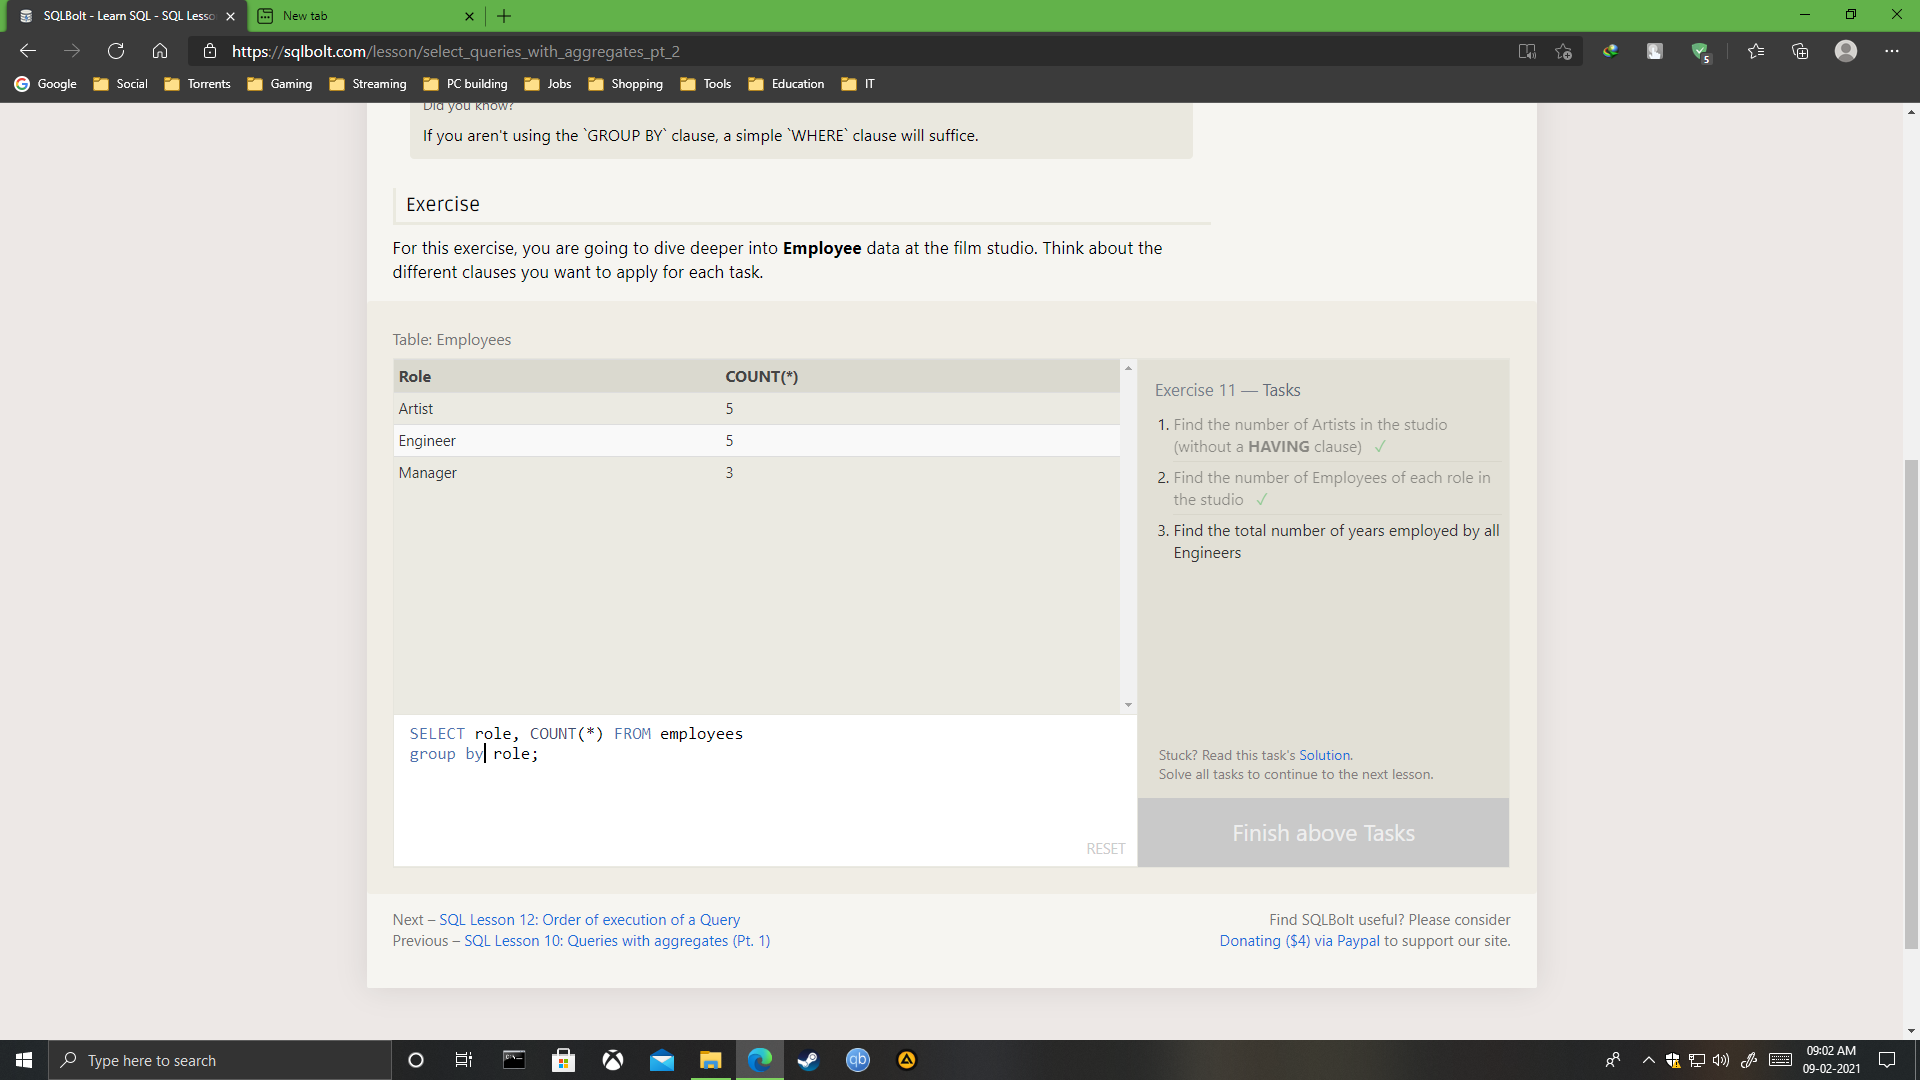 SQLBolt - Learn SQL - SQL Lesso
New tab
https://sqlbolt.com/lesson/select_queries_with_aggregates_pt_2
5
Google Social Torrents Gaming Streaming PC building Jobs Shopping Tools Education IT
Did you know?
If you aren't using the `GROUP BY` clause, a simple `WHERE` clause will suffice.
Exercise
For this exercise, you are going to dive deeper into Employee data at the film studio. Think about the
different clauses you want to apply for each task.
Table: Employees
Role COUNT(*)
Artist 5
Engineer 5
Manager 3
SELECT role, COUNT(*) FROM employees
group by role;
RESET
Exercise 11 — Tasks
1. Find the number of Artists in the studio
(without a HAVING clause) ✓
2. Find the number of Employees of each role in
the studio ✓
3. Find the total number of years employed by all
Engineers
Stuck? Read this task's Solution.
Solve all tasks to continue to the next lesson.
Finish above Tasks
Next – SQL Lesson 12: Order of execution of a Query
Previous – SQL Lesson 10: Queries with aggregates (Pt. 1)
Find SQLBolt useful? Please consider
Donating ($4) via Paypal to support our site.
Type here to search
qb
09:02 AM
09-02-2021